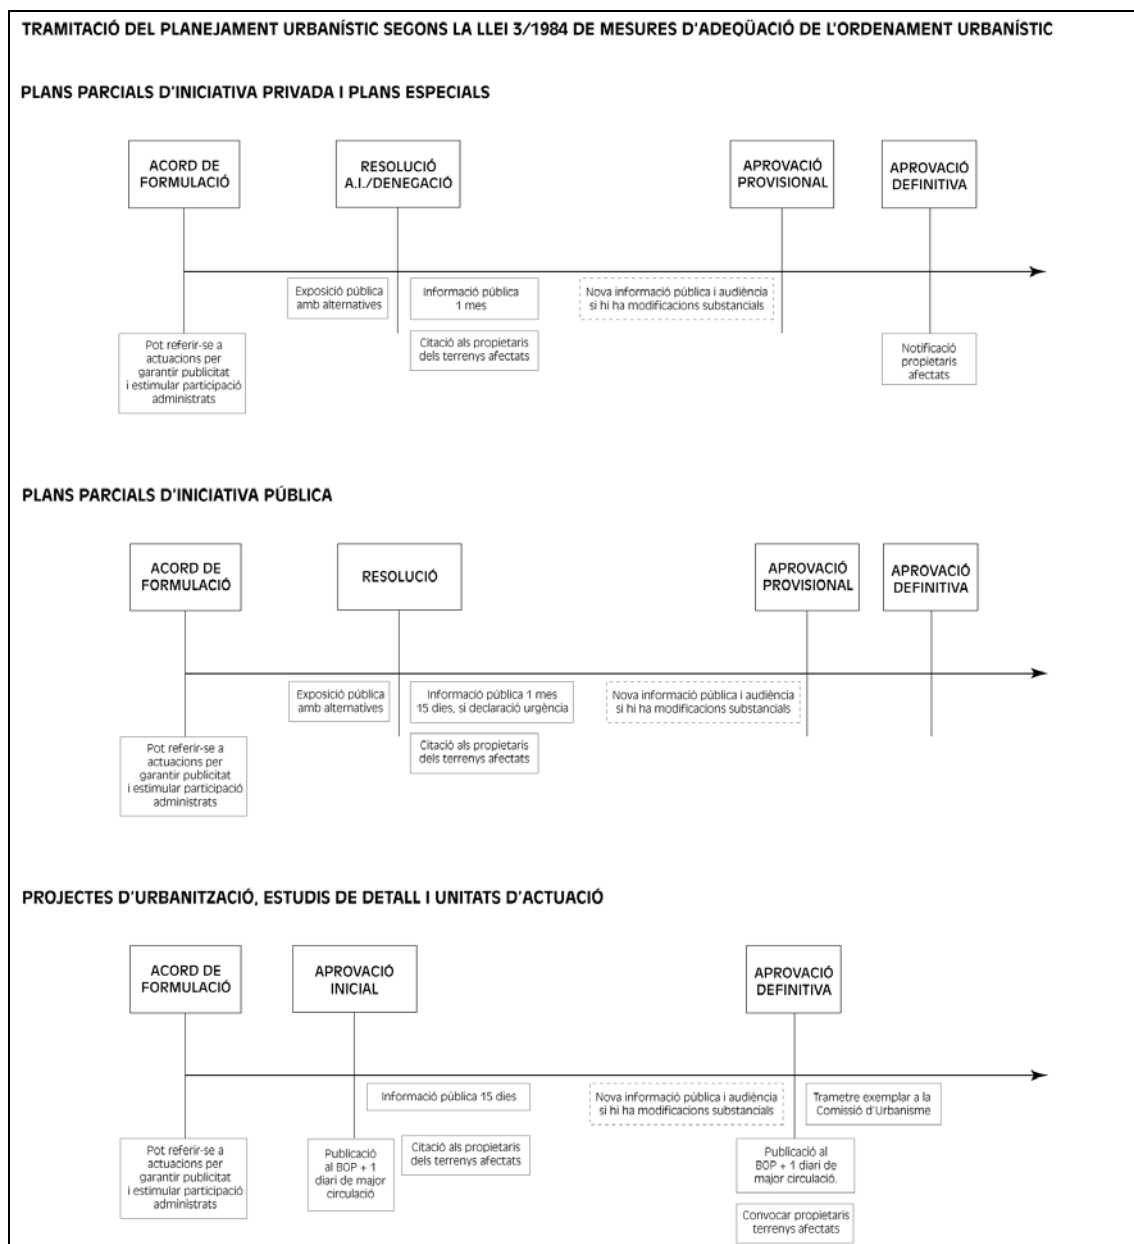 TRAMITACIÓ DEL PLANEJAMENT URBANÍSTIC SEGONS LA LLEI 3/1984 DE MESURES D'ADEQÜACIÓ DE L'ORDENAMENT URBANÍSTIC
PLANS PARCIALS D'INICIATIVA PRIVADA I PLANS ESPECIALS
ACORD DE
FORMULACIÓ
RESOLUCIÓ
A.I./DENEGACIÓ
APROVACIÓ
PROVISIONAL
APROVACIÓ
DEFINITIVA
Exposició pública
amb alternatives
Informació pública
1 mes
Nova informació pública i audiència
si hi ha modificacions substancials
Pot referir-se a
actuacions per
garantir publicitat
i estimular participació
administrats
Citació als propietaris
dels terrenys afectats
Notificació
propietaris
afectats
PLANS PARCIALS D'INICIATIVA PÚBLICA
ACORD DE
FORMULACIÓ
RESOLUCIÓ
APROVACIÓ
PROVISIONAL
APROVACIÓ
DEFINITIVA
Exposició pública
amb alternatives
Informació pública 1 mes
15 dies, si declaració urgència
Nova informació pública i audiència
si hi ha modificacions substancials
Pot referir-se a
actuacions per
garantir publicitat
i estimular participació
administrats
Citació als propietaris
dels terrenys afectats
PROJECTES D'URBANITZACIÓ, ESTUDIS DE DETALL I UNITATS D'ACTUACIÓ
ACORD DE
FORMULACIÓ
APROVACIÓ
INICIAL
APROVACIÓ
DEFINITIVA
Informació pública 15 dies
Nova informació pública i audiència
si hi ha modificacions substancials
Trametre exemplar a la
Comissió d'Urbanisme
Pot referir-se a
actuacions per
garantir publicitat
i estimular participació
administrats
Publicació
al BOP + 1
diari de major
circulació
Citació als propietaris
dels terrenys afectats
Publicació al
BOP + 1 diari de
major circulació.
Convocar propietaris
terrenys afectats